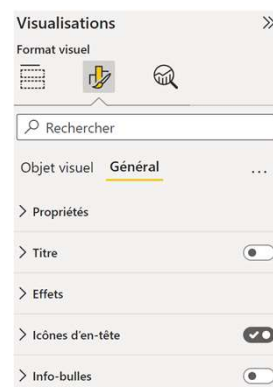 Visualisations »
Format visuel
Rechercher
Objet visuel Général ...
> Propriétés
> Titre
> Effets
> Icônes d'en-tête
> Info-bulles